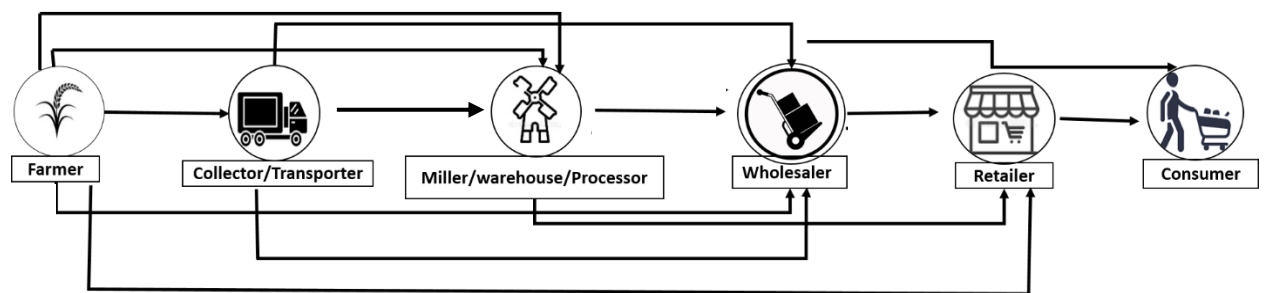 Farmer
Collector/Transporter
Miller/warehouse/Processor
Wholesaler
Retailer
Consumer